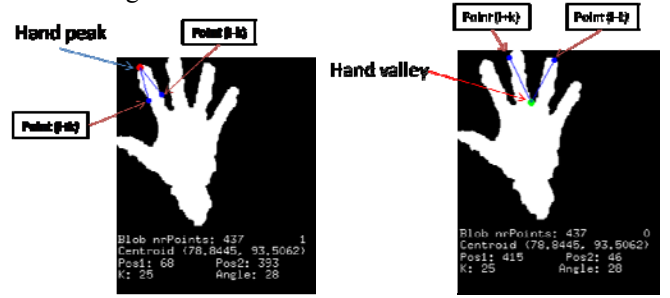 Hand peak
Point(i-k)
Point(i+k)
Blob nrPoints: 437 1
Centroid (78.8445, 93.5062)
Pos1: 68 Pos2: 393
K: 25 Angle: 28
Point(i+k)
Point(i-k)
Hand valley
Blob nrPoints: 437 0
Centroid (78.8445, 93.5062)
Pos1: 415 Pos2: 46
K: 25 Angle: 28